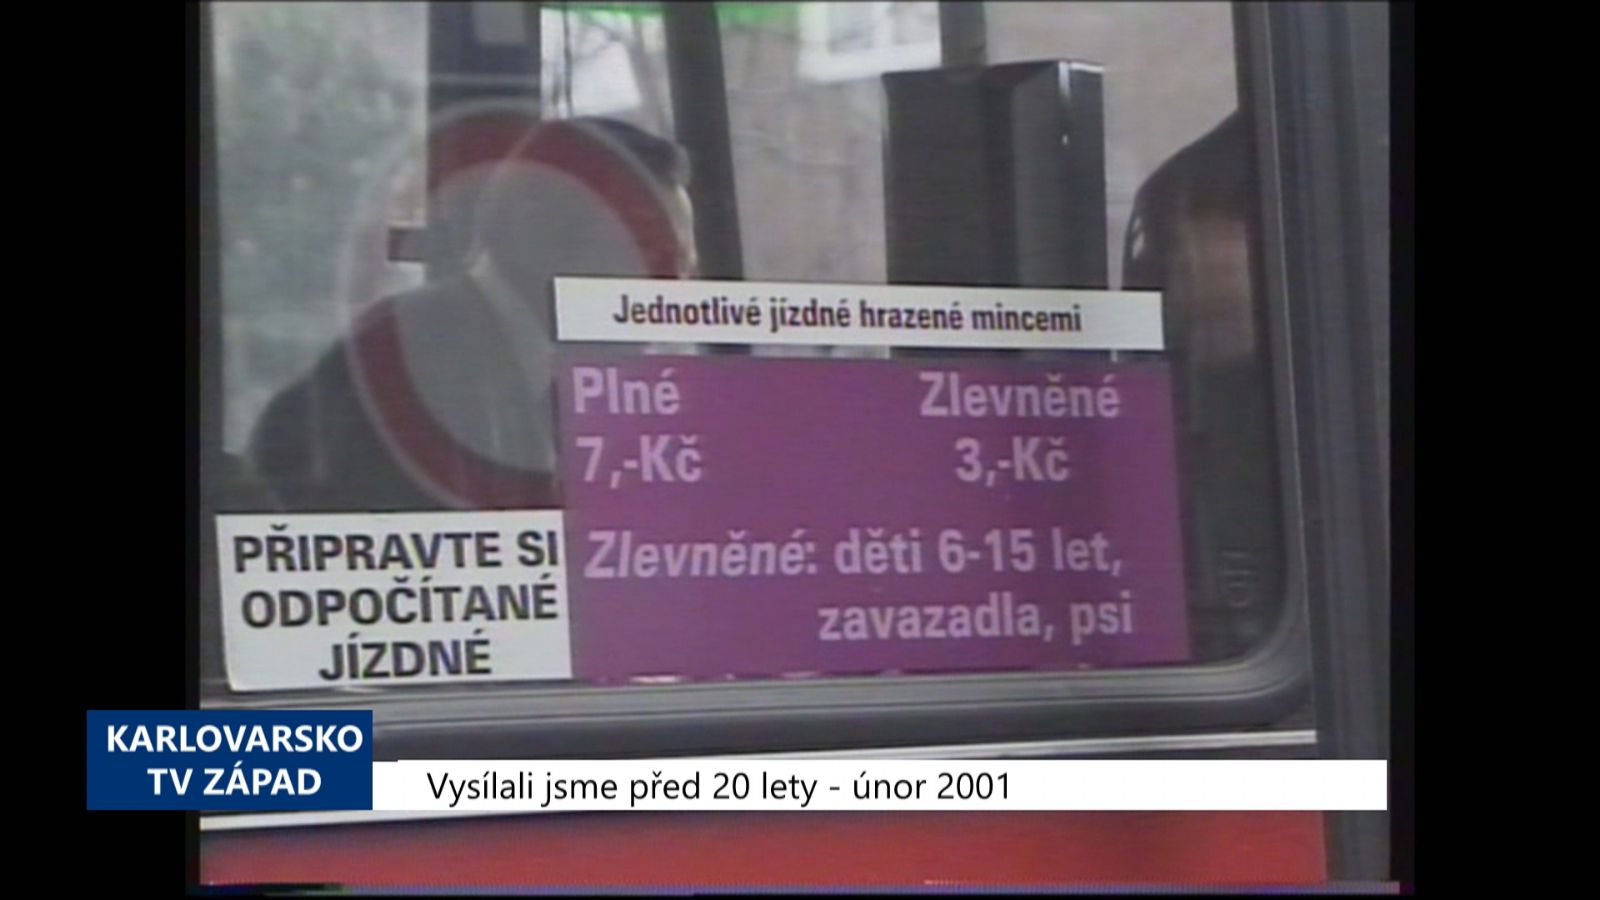 Jednotlivé jízdné hrazené mincemi
Plné Zlevněné
7,-Kč 3,-Kč
Zlevněné: děti 6-15 let,
zavazadla, psi
PŘIPRAVTE SI
ODPOČÍTANÉ
JÍZDNÉ
KARLOVARSKO
TV ZÁPAD
Vysílali jsme před 20 lety - únor 2001